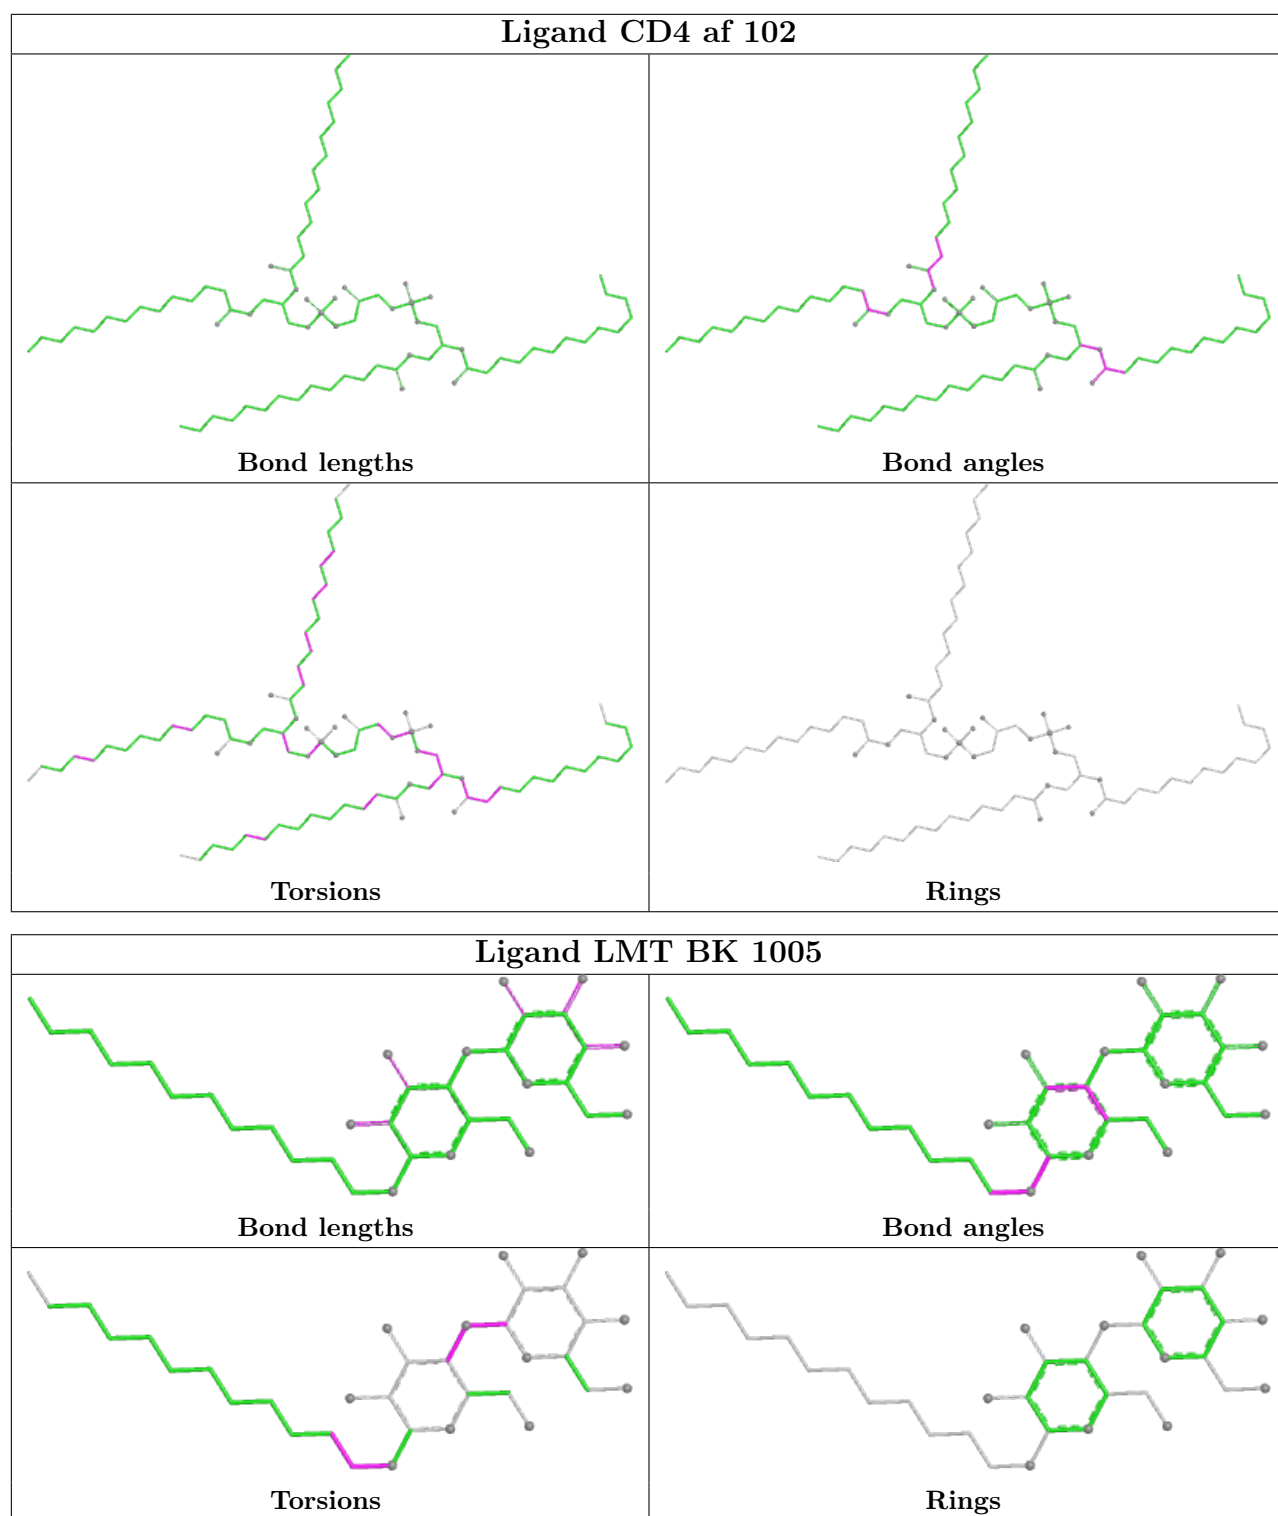 Ligand CD4 af 102
Bond lengths
Bond angles
Torsions
Rings
Ligand LMT BK 1005
Bond lengths
Bond angles
Torsions
Rings